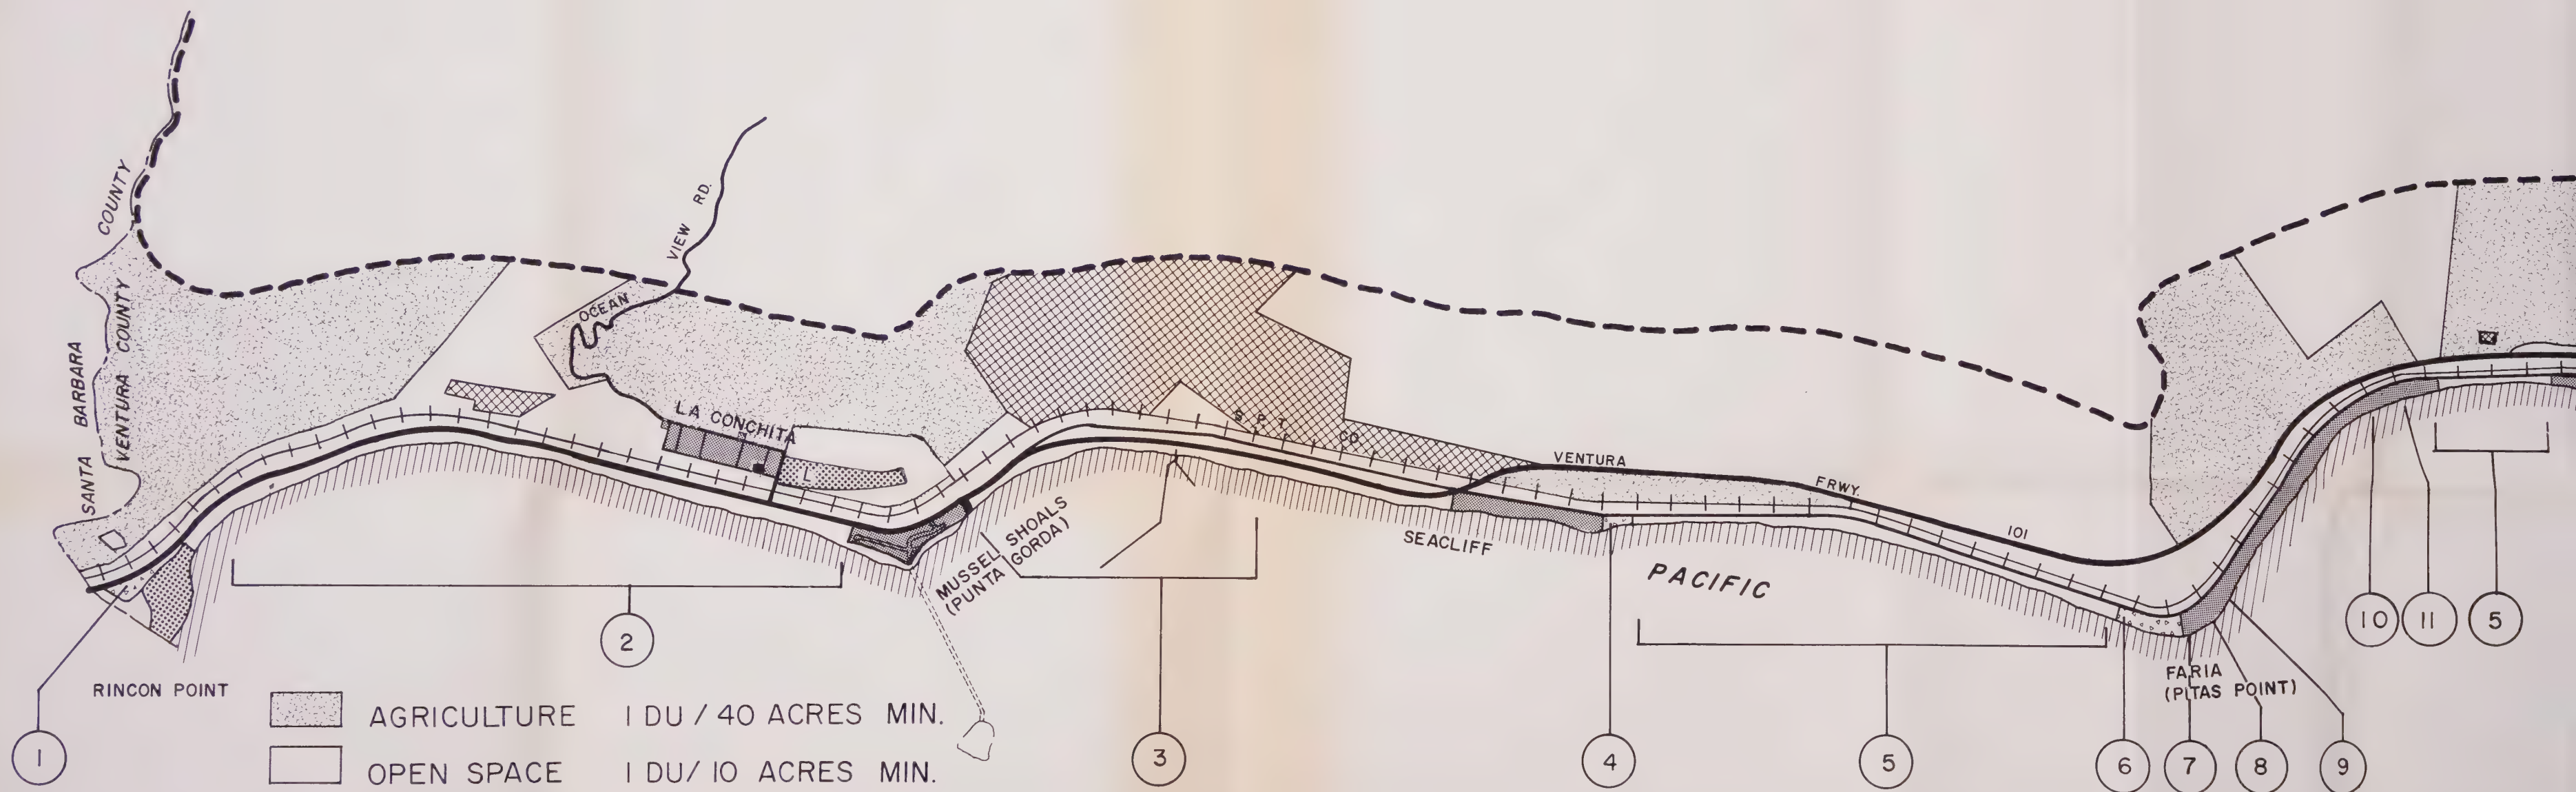 COUNTY
SANTA BARBARA
VENTURA COUNTY
VIEW RD.
OCEAN
LA CONCHITA
L
S. P. T. CO.
VENTURA FRWY.
101
MUSSEL SHOALS
(PUNTA GORDA)
SEACLIFF
PACIFIC
RINCON POINT
FARIA
(PITAS POINT)
1
2
3
4
5
6
7
8
9
10
11
5
AGRICULTURE 1 DU / 40 ACRES MIN.
OPEN SPACE 1 DU/ 10 ACRES MIN.